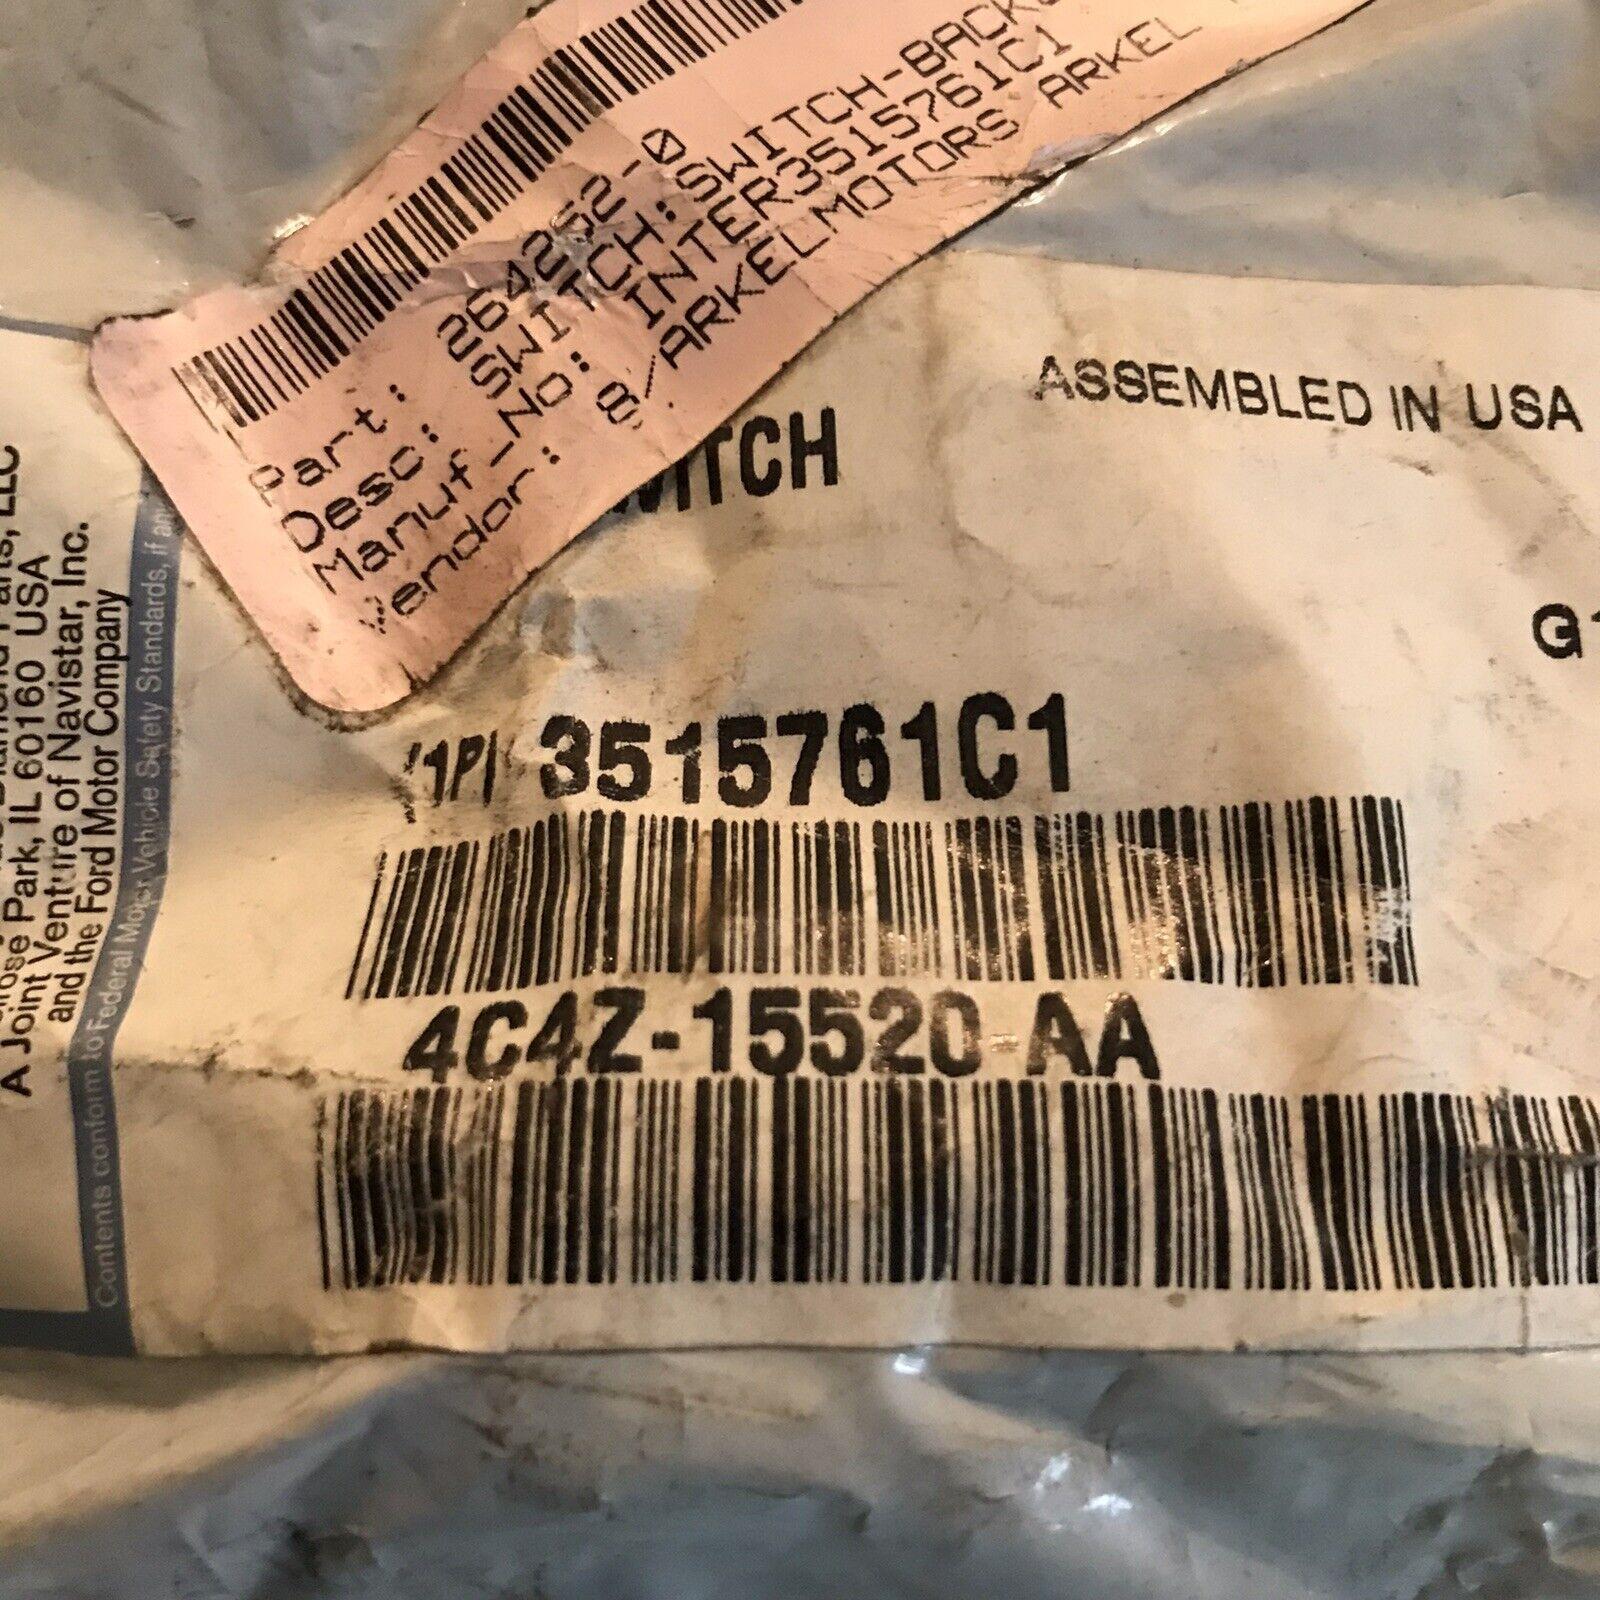 Part: 264252-0
Desc: SWITCH:SWITCH-BACK
Manuf-No: INTER3515761C1
Vendor: 8/ARKELMOTORS ARKEL
ASSEMBLED IN USA
3515761C1
4C4Z-15520-AA
Park, IL 60160 USA
A Joint Venture of Navistar, Inc.
and the Ford Motor Company
Contents conform to Federal Motor Vehicle Safety Standards, if any